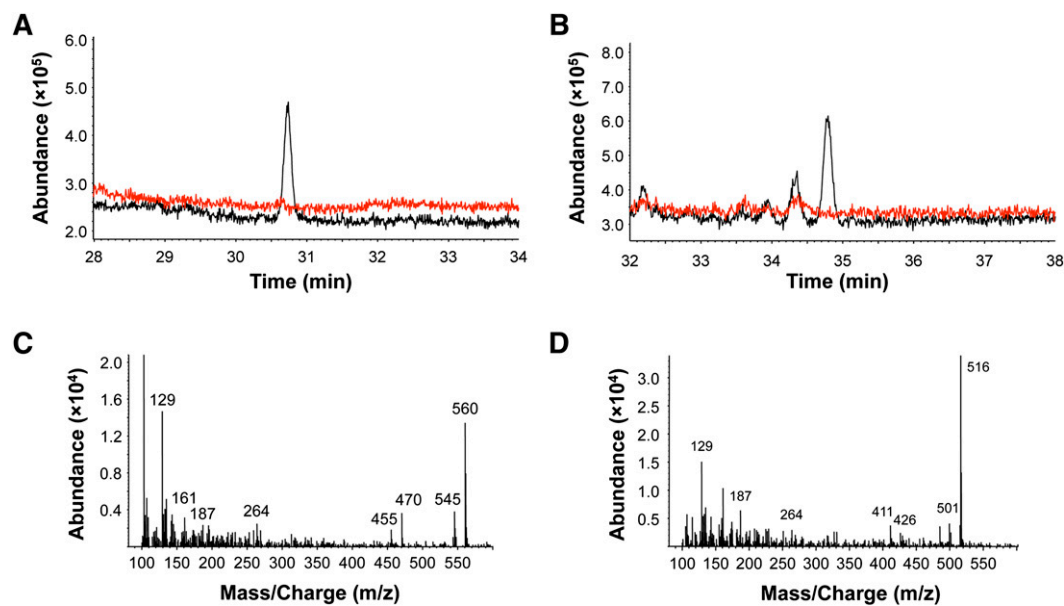 A
Abundance (×10⁵)
6.0
5.0
4.0
3.0
2.0
28 29 30 31 32 33 34
Time (min)
B
Abundance (×10⁵)
8.0
7.0
6.0
5.0
4.0
3.0
32 33 34 35 36 37 38
Time (min)
C
Abundance (×10⁴)
2.0
1.6
1.2
0.8
0.4
129
161
187
264
455
470
545
560
100 150 200 250 300 350 400 450 500 550
Mass/Charge (m/z)
D
Abundance (×10⁴)
3.0
2.5
2.0
1.5
1.0
0.5
129
187
264
411
426
501
516
100 150 200 250 300 350 400 450 500 550
Mass/Charge (m/z)